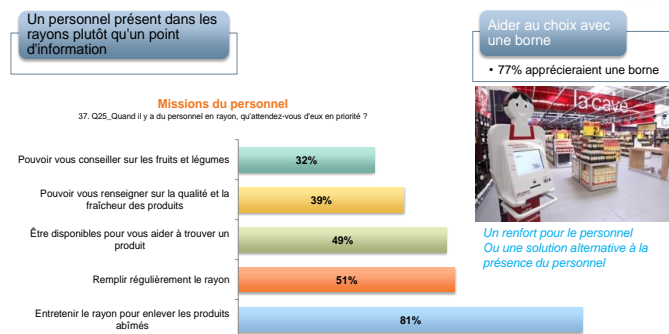 Un personnel présent dans les
rayons plutôt qu'un point
d'information
Aider au choix avec
une borne
• 77% apprécieraient une borne
Missions du personnel
37. Q25_Quand il y a du personnel en rayon, qu'attendez-vous d'eux en priorité ?
Pouvoir vous conseiller sur les fruits et légumes
32%
Pouvoir vous renseigner sur la qualité et la
fraîcheur des produits
39%
Être disponibles pour vous aider à trouver un
produit
49%
Remplir régulièrement le rayon
51%
Entretenir le rayon pour enlever les produits
abîmés
81%
la cave
Un renfort pour le personnel
Ou une solution alternative à la
présence du personnel